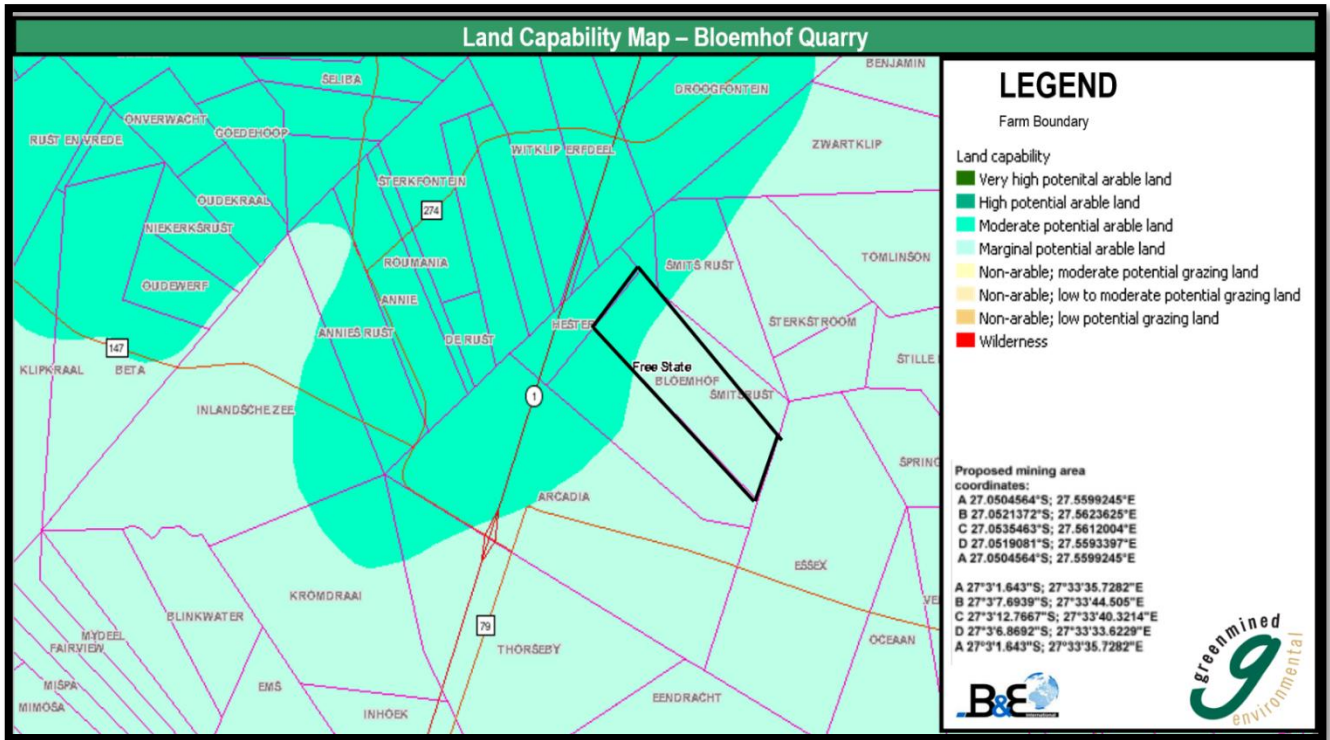 Land Capability Map – Bloemhof Quarry
BENJAMIN
SELIBA
DROOGFONTEIN
ONVERWACHT
RUST EN VREDE
GOEDEHOOP
WITKLIP ERFDEEL
ZWARTKLIP
STERKFONTEIN
OUDEKRAAL
274
NIEKERKSRUST
ROUMANIA
SMITS RUST
TOMLINSON
OUDEWERF
ANNIE
ANNIES RUST
DE RUST
HESTER
STERKSTROOM
147
KLIPKRAAL
BETA
STILLE
Free State
BLOEMHOF
SMITSRUST
1
INLANDSCHE ZEE
SPRING
ARCADIA
ESSEX
KROMDRAAI
BLINKWATER
VE
79
MYDEEL
FAIRVIEW
THORSEBY
OCEAAN
MISPA
EMS
EENDRACHT
MIMOSA
INHOEK
LEGEND
Farm Boundary
Land capability
Very high potenital arable land
High potential arable land
Moderate potential arable land
Marginal potential arable land
Non-arable; moderate potential grazing land
Non-arable; low to moderate potential grazing land
Non-arable; low potential grazing land
Wilderness
Proposed mining area
coordinates:
A 27.0504564°S; 27.5599245°E
B 27.0521372°S; 27.5623625°E
C 27.0535463°S; 27.5612004°E
D 27.0519081°S; 27.5593397°E
A 27.0504564°S; 27.5599245°E
A 27°3'1.643"S; 27°33'35.7282"E
B 27°3'7.6939"S; 27°33'44.505"E
C 27°3'12.7667"S; 27°33'40.3214"E
D 27°3'6.8692"S; 27°33'33.6229"E
A 27°3'1.643"S; 27°33'35.7282"E
B&E
International
greenmined
g
environmental